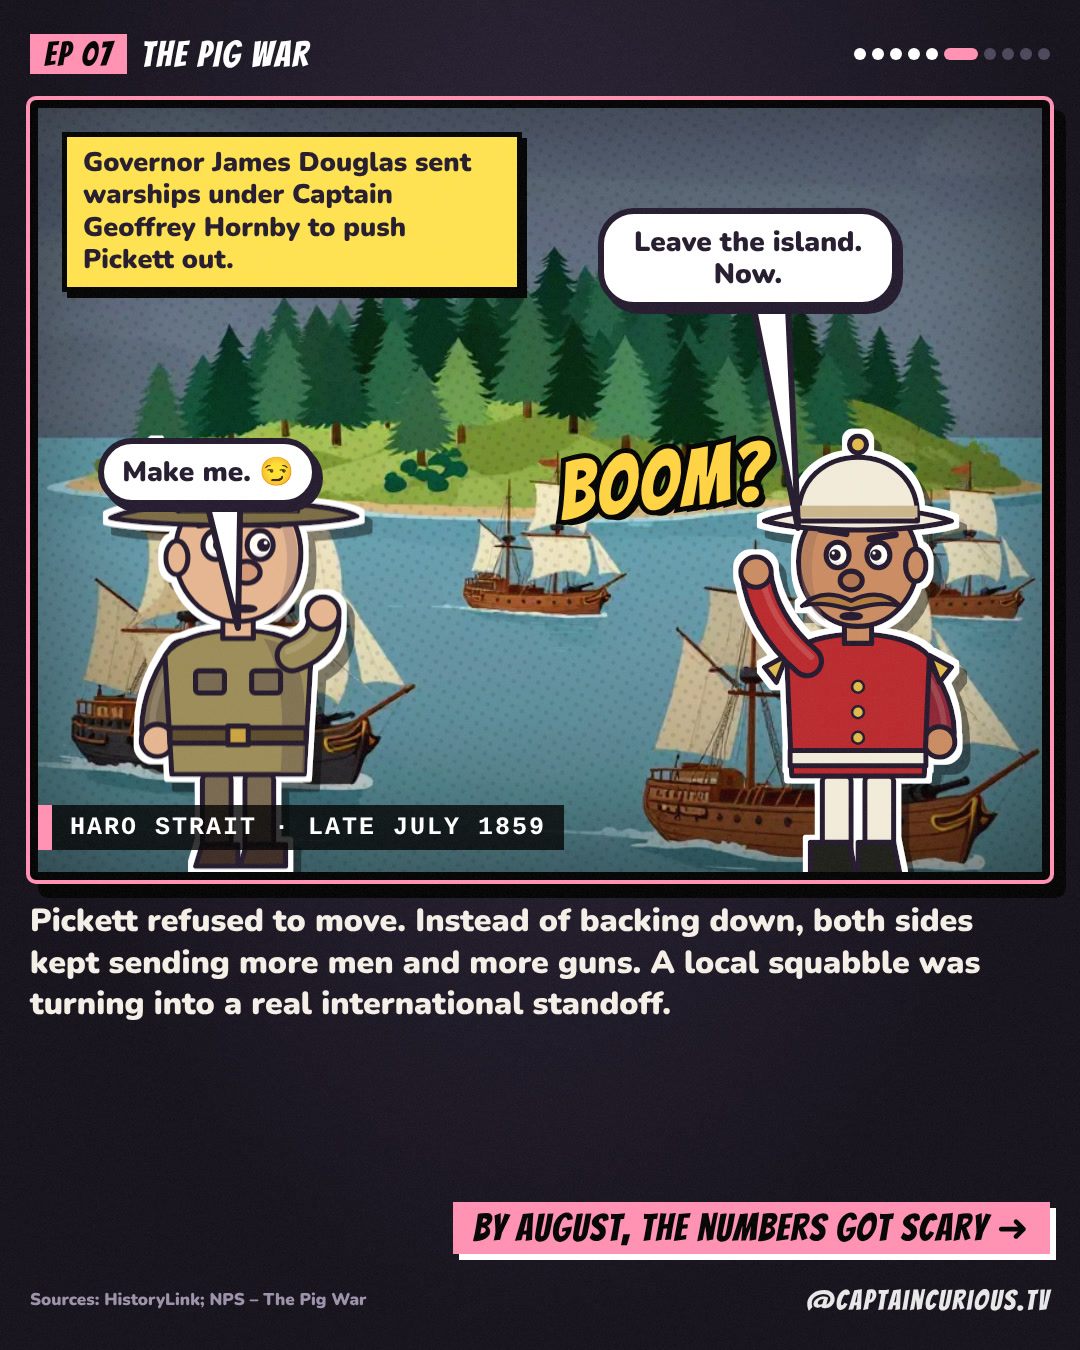 EP 07 THE PIG WAR
Governor James Douglas sent
warships under Captain
Geoffrey Hornby to push
Pickett out.
Leave the island.
Now.
Make me. 😏
BOOM?
HARO STRAIT · LATE JULY 1859
Pickett refused to move. Instead of backing down, both sides
kept sending more men and more guns. A local squabble was
turning into a real international standoff.
BY AUGUST, THE NUMBERS GOT SCARY →
Sources: HistoryLink; NPS – The Pig War
@CAPTAINCURIOUS.TV